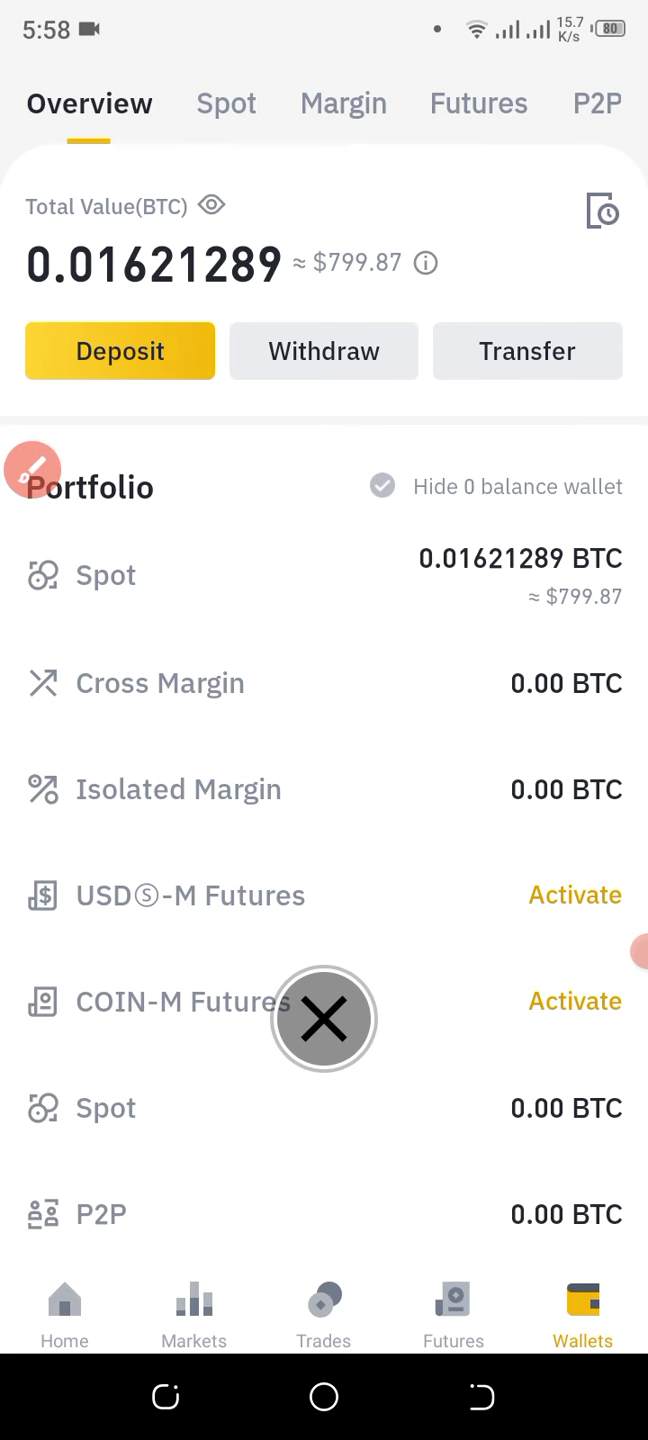 5:58
15.7
K/s
80
Overview Spot Margin Futures P2P
Total Value(BTC)
0.01621289 ≈ $799.87
Deposit Withdraw Transfer
Portfolio Hide 0 balance wallet
Spot 0.01621289 BTC
≈ $799.87
Cross Margin 0.00 BTC
Isolated Margin 0.00 BTC
USDⓈ-M Futures Activate
COIN-M Futures Activate
Spot 0.00 BTC
P2P 0.00 BTC
Home Markets Trades Futures Wallets